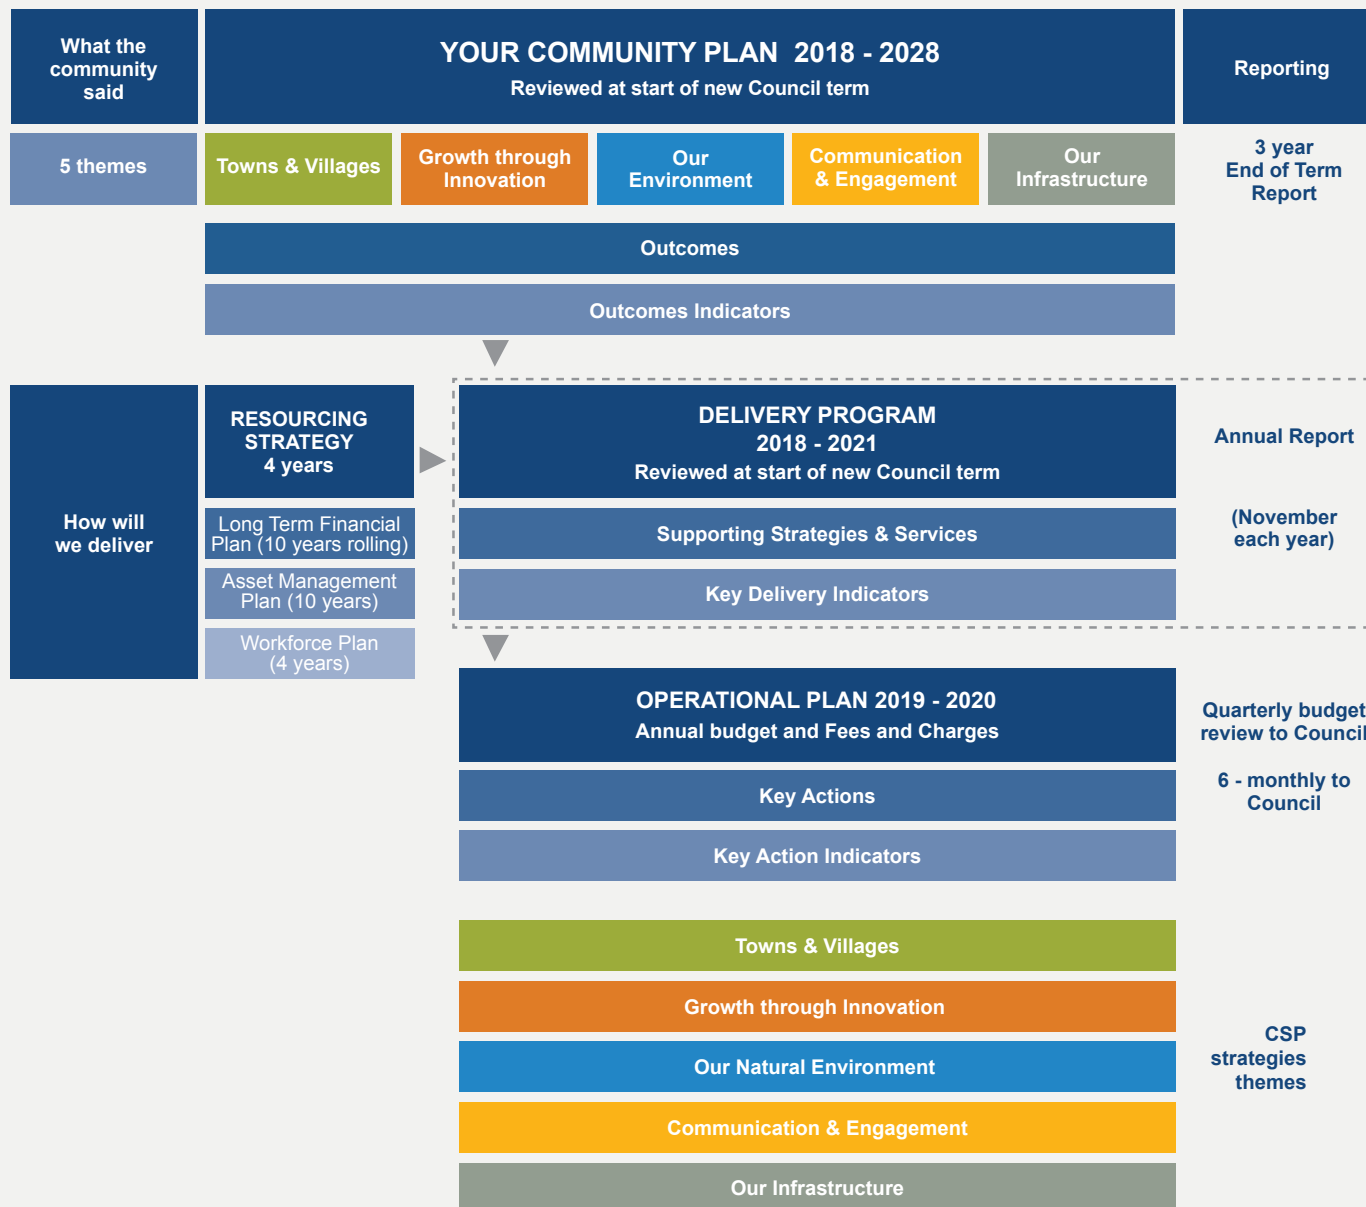 What the
community
said
YOUR COMMUNITY PLAN 2018 - 2028
Reviewed at start of new Council term
Reporting
5 themes
Towns & Villages
Growth through
Innovation
Our
Environment
Communication
& Engagement
Our
Infrastructure
3 year
End of Term
Report
Outcomes
Outcomes Indicators
How will
we deliver
RESOURCING
STRATEGY
4 years
Long Term Financial
Plan (10 years rolling)
Asset Management
Plan (10 years)
Workforce Plan
(4 years)
DELIVERY PROGRAM
2018 - 2021
Reviewed at start of new Council term
Supporting Strategies & Services
Key Delivery Indicators
Annual Report
(November
each year)
OPERATIONAL PLAN 2019 - 2020
Annual budget and Fees and Charges
Key Actions
Key Action Indicators
Quarterly budget
review to Council
6 - monthly to
Council
Towns & Villages
Growth through Innovation
Our Natural Environment
Communication & Engagement
Our Infrastructure
CSP
strategies
themes